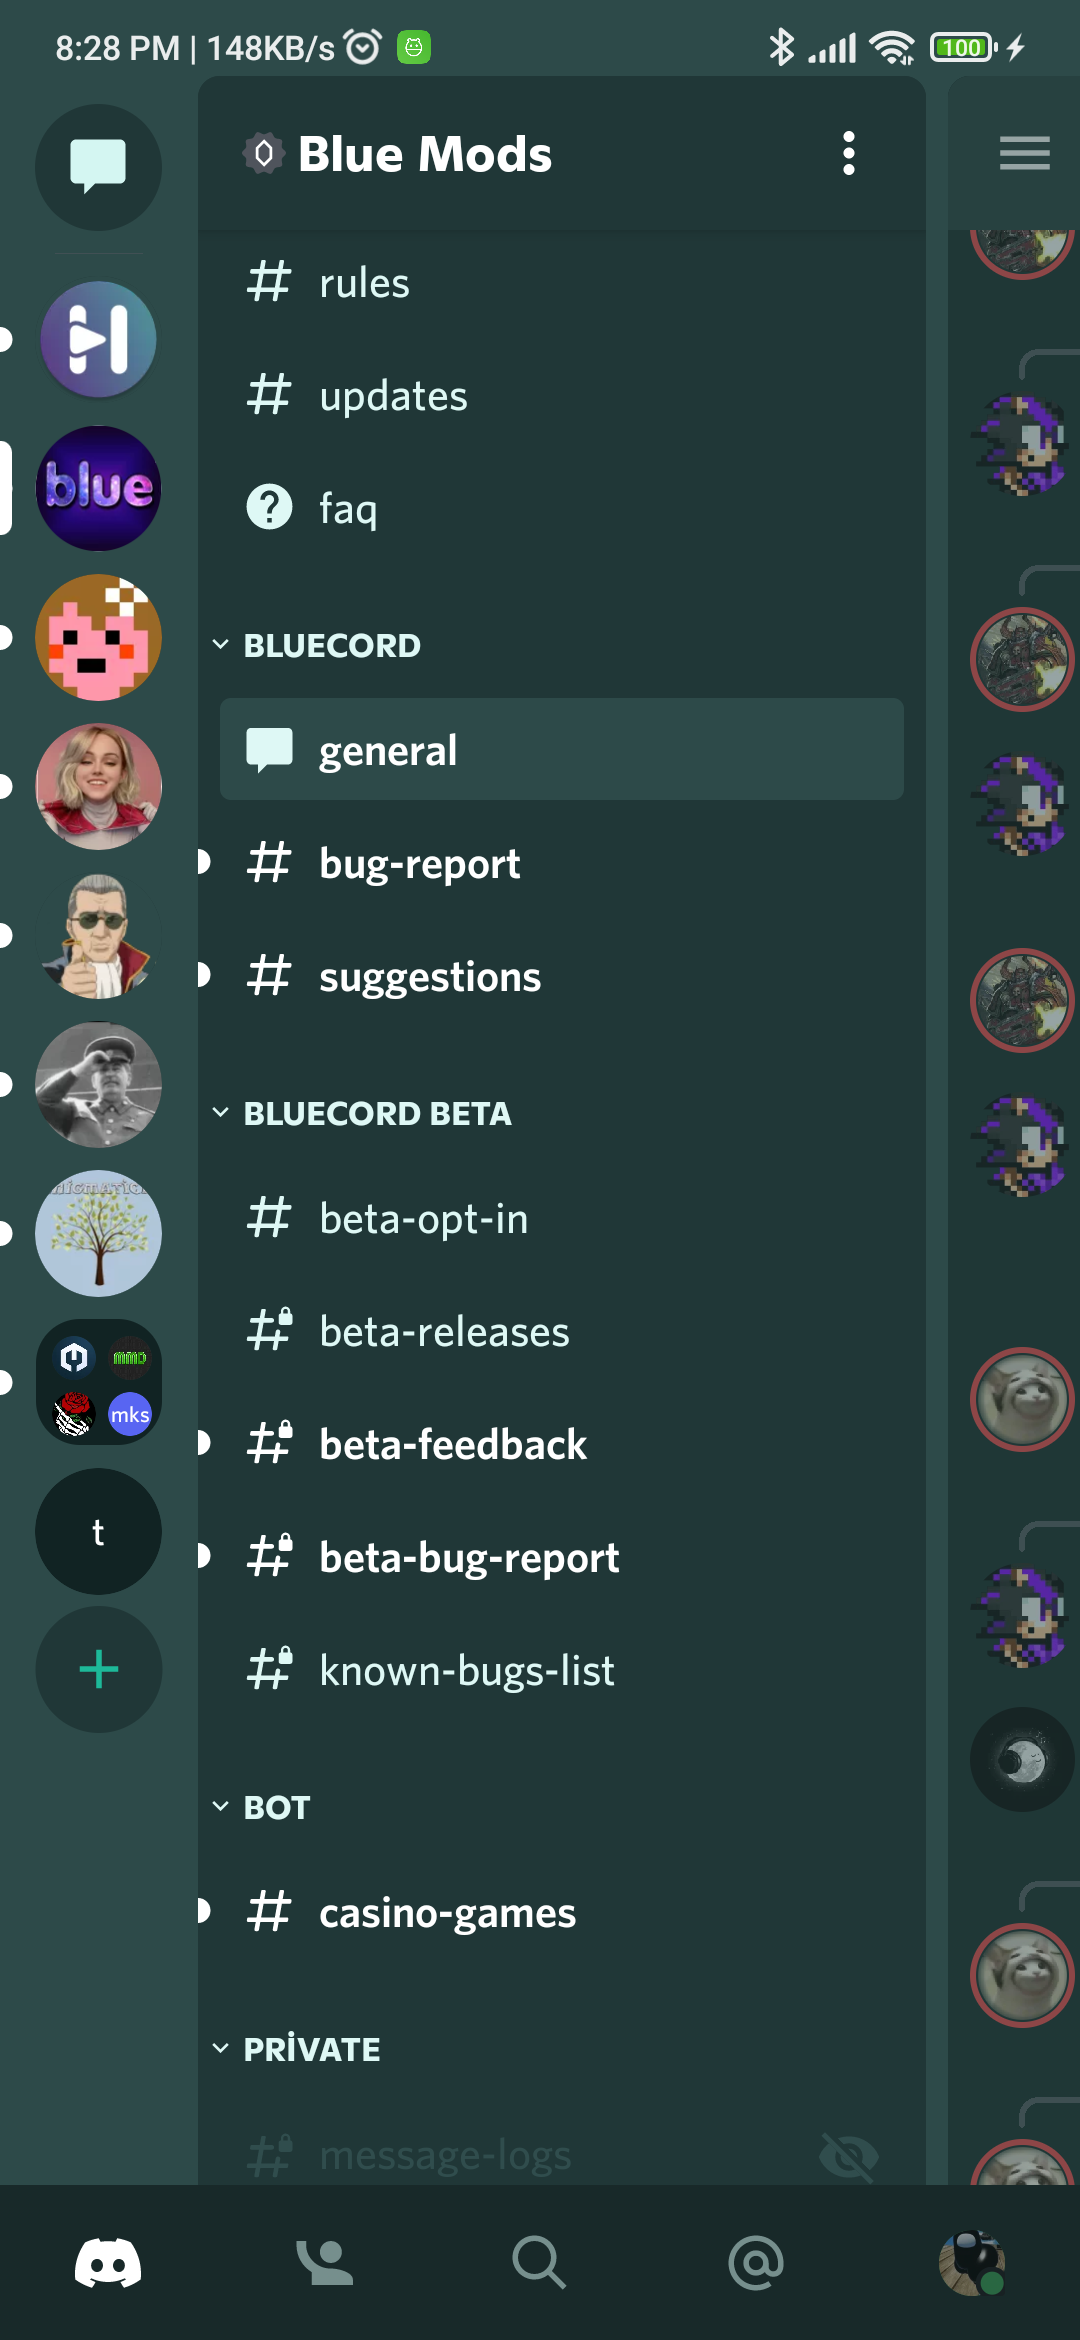 8:28 PM | 148KB/s
100
Blue Mods
rules
updates
faq
BLUECORD
general
bug-report
suggestions
BLUECORD BETA
beta-opt-in
beta-releases
beta-feedback
beta-bug-report
known-bugs-list
BOT
casino-games
PRİVATE
message-logs
blue
mmd
mks
t